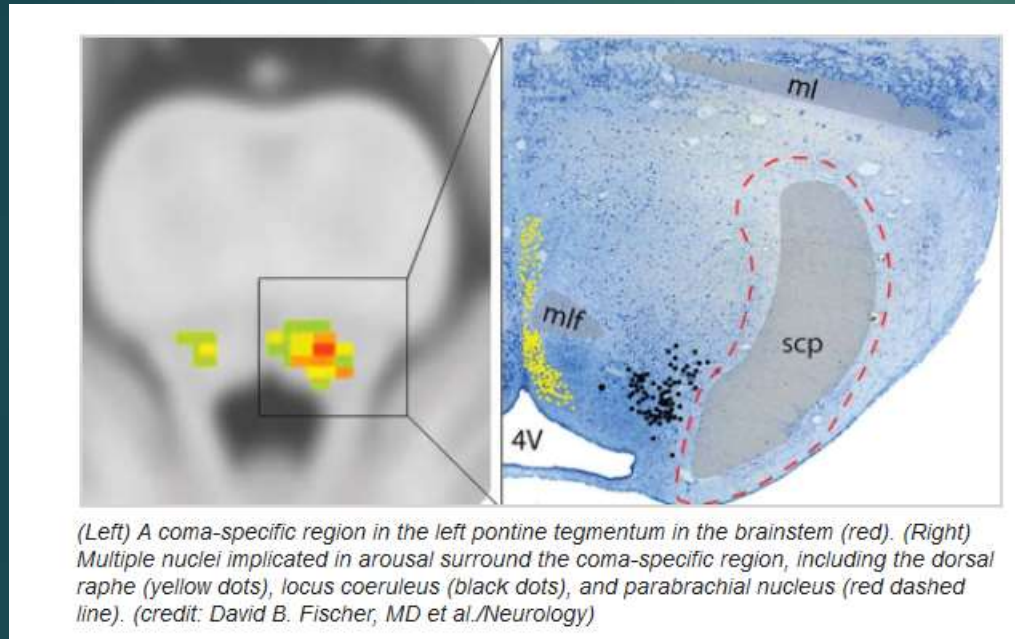 ml
mlf
scp
4V
(Left) A coma-specific region in the left pontine tegmentum in the brainstem (red). (Right)
Multiple nuclei implicated in arousal surround the coma-specific region, including the dorsal
raphe (yellow dots), locus coeruleus (black dots), and parabrachial nucleus (red dashed
line). (credit: David B. Fischer, MD et al./Neurology)